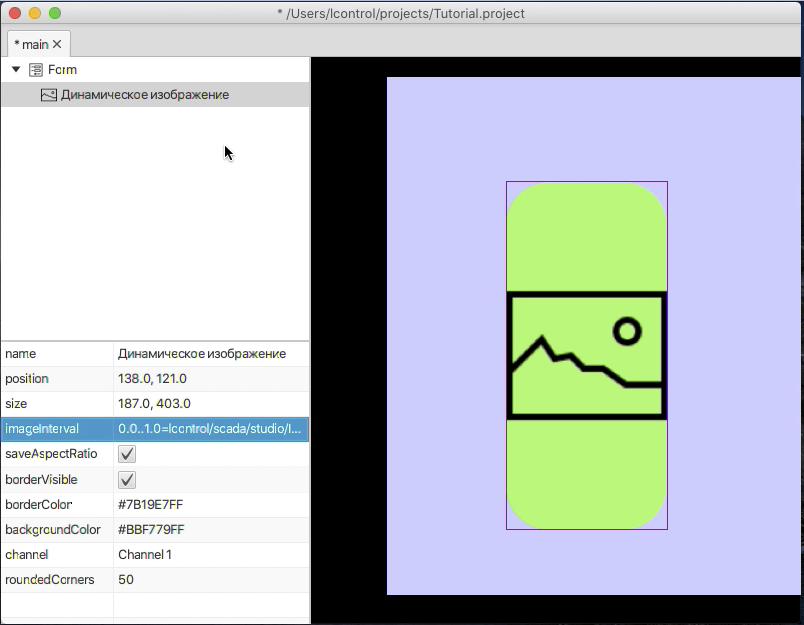 * /Users/lcontrol/projects/Tutorial.project
* main
Form
Динамическое изображение
name Динамическое изображение
position 138.0, 121.0
size 187.0, 403.0
imageInterval 0.0..1.0=lcontrol/scada/studio/l...
saveAspectRatio
borderVisible
borderColor #7B19E7FF
backgroundColor #BBF779FF
channel Channel 1
roundedCorners 50